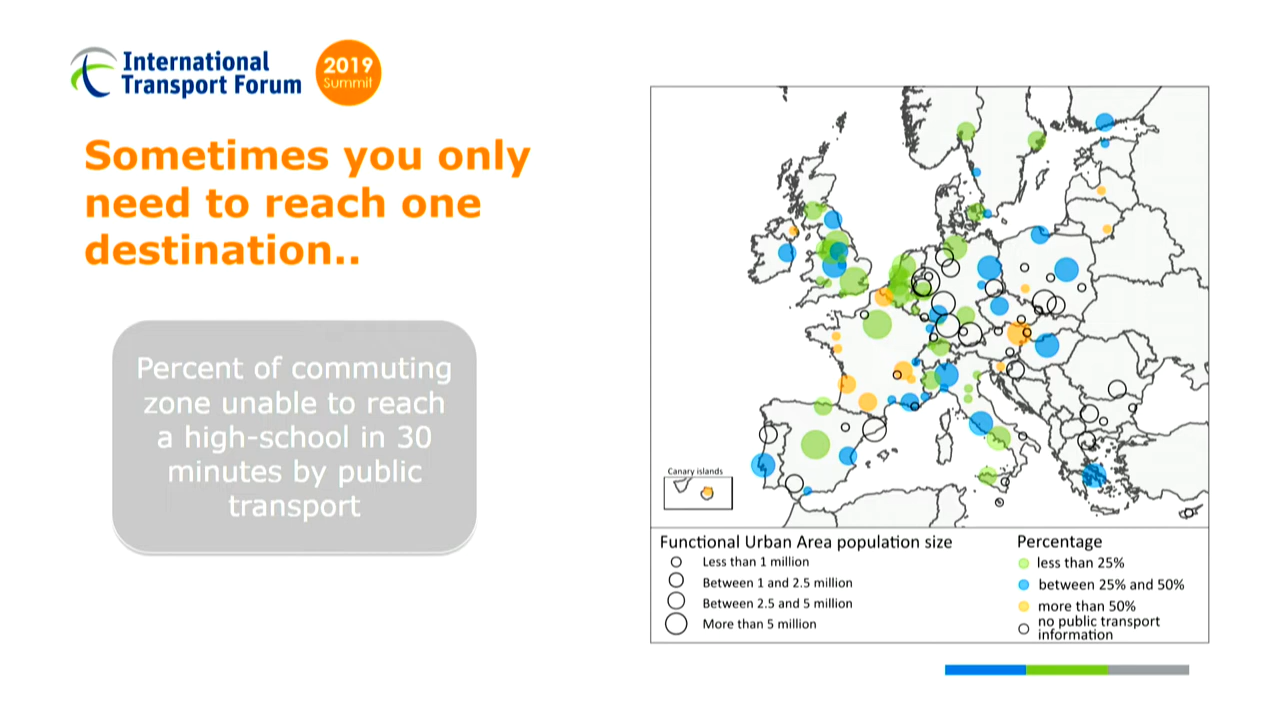 International
Transport Forum
2019
Summit
Sometimes you only
need to reach one
destination..
Percent of commuting
zone unable to reach
a high-school in 30
minutes by public
transport
Canary islands
Functional Urban Area population size
Less than 1 million
Between 1 and 2.5 million
Between 2.5 and 5 million
More than 5 million
Percentage
less than 25%
between 25% and 50%
more than 50%
no public transport
information